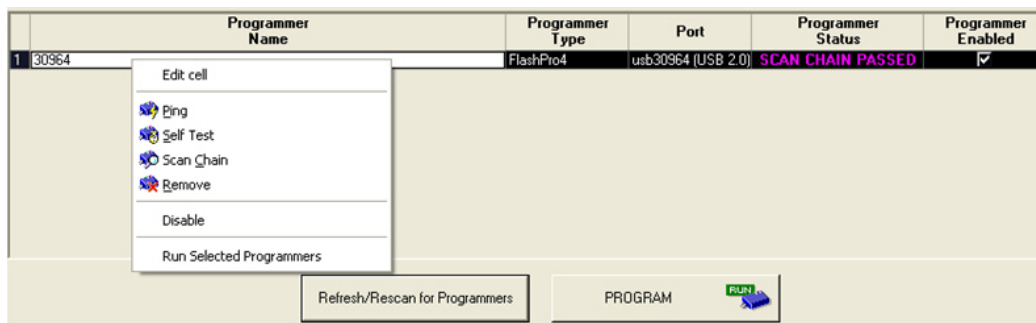 Programmer
Name
Programmer
Type
Port
Programmer
Status
Programmer
Enabled
1 30964 FlashPro4 usb30964 (USB 2.0) SCAN CHAIN PASSED
Edit cell
Ping
Self Test
Scan Chain
Remove
Disable
Run Selected Programmers
Refresh/Rescan for Programmers
PROGRAM
RUN